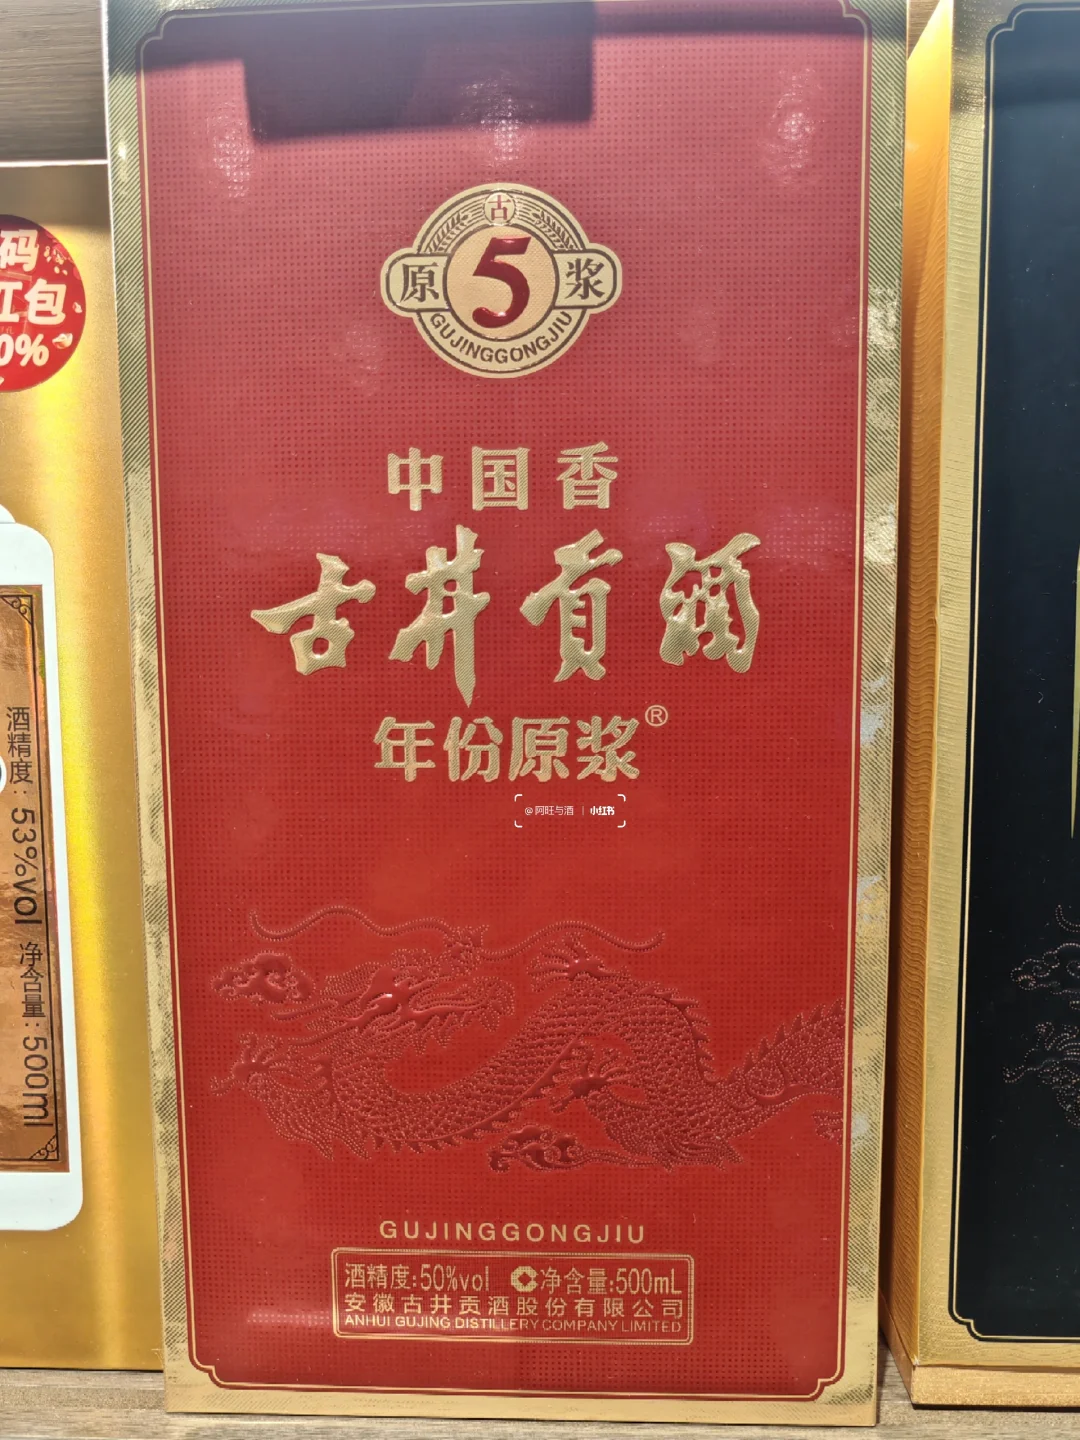 古
原 5 浆
GUJINGGONGJIU
中国香
古井贡酒
年份原浆®
@阿旺与酒 | 小红书
GUJINGGONGJIU
酒精度:50%vol 净含量:500mL
安徽古井贡酒股份有限公司
ANHUI GUJING DISTILLERY COMPANY LIMITED
码
红包
0%
酒精度:53%vol 净含量:500ml